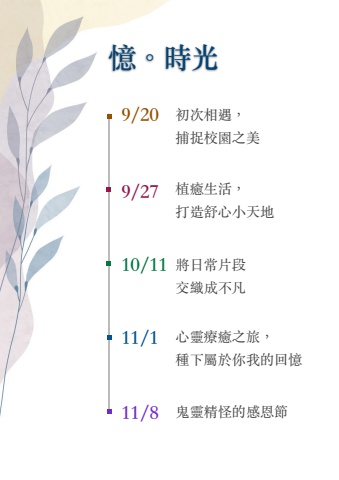 憶。時光
9/20 初次相遇，
捕捉校園之美
9/27 植癒生活，
打造舒心小天地
10/11 將日常片段
交織成不凡
11/1 心靈療癒之旅，
種下屬於你我的回憶
11/8 鬼靈精怪的感恩節